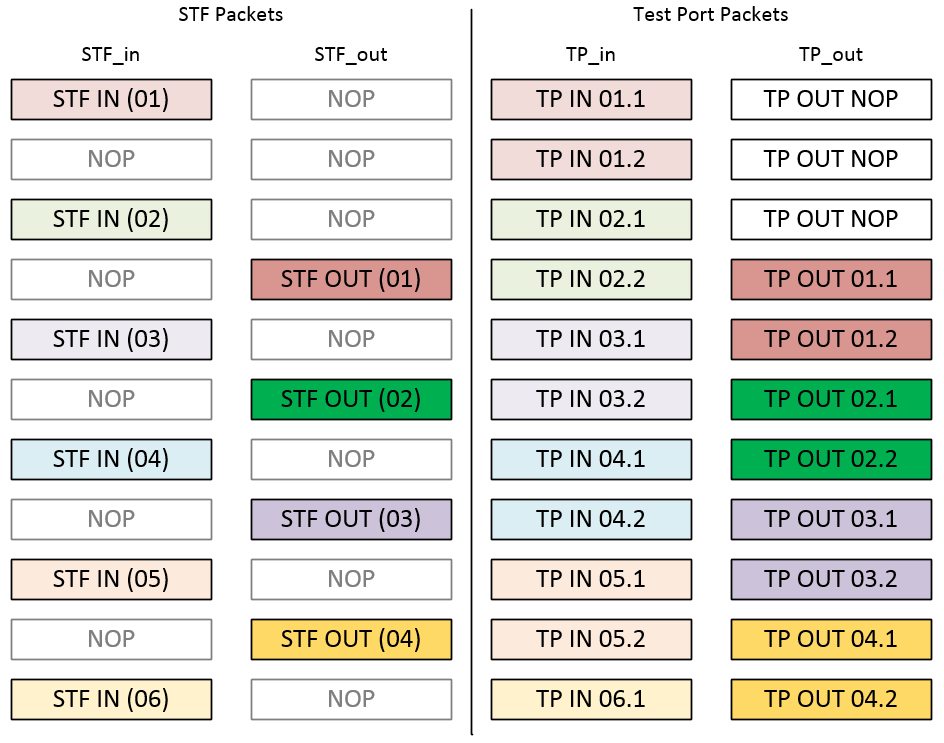 STF Packets Test Port Packets
STF_in STF_out TP_in TP_out
STF IN (01) NOP TP IN 01.1 TP OUT NOP
NOP NOP TP IN 01.2 TP OUT NOP
STF IN (02) NOP TP IN 02.1 TP OUT NOP
NOP STF OUT (01) TP IN 02.2 TP OUT 01.1
STF IN (03) NOP TP IN 03.1 TP OUT 01.2
NOP STF OUT (02) TP IN 03.2 TP OUT 02.1
STF IN (04) NOP TP IN 04.1 TP OUT 02.2
NOP STF OUT (03) TP IN 04.2 TP OUT 03.1
STF IN (05) NOP TP IN 05.1 TP OUT 03.2
NOP STF OUT (04) TP IN 05.2 TP OUT 04.1
STF IN (06) NOP TP IN 06.1 TP OUT 04.2